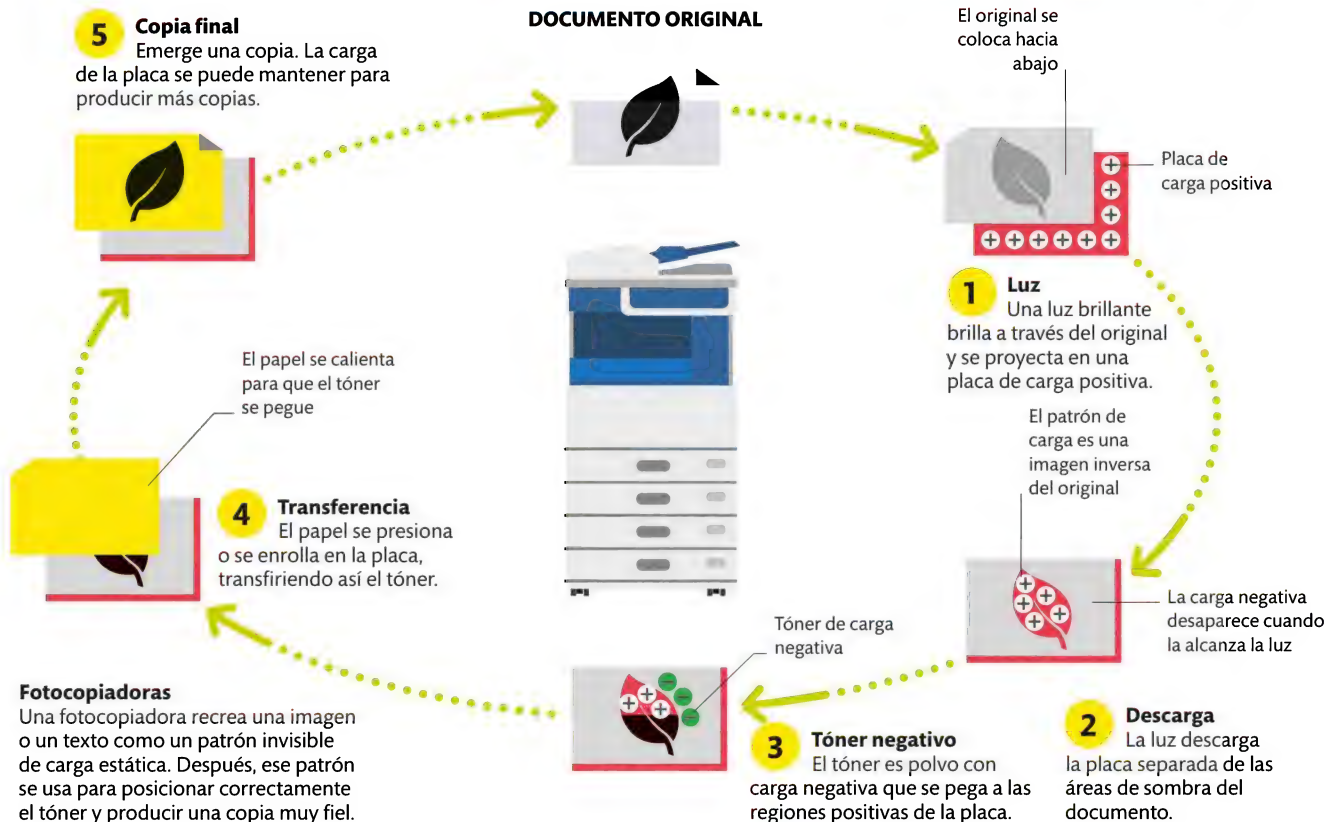 DOCUMENTO ORIGINAL
El original se
coloca hacia
abajo
Placa de
carga positiva
1 Luz
Una luz brillante
brilla a través del original
y se proyecta en una
placa de carga positiva.
El patrón de
carga es una
imagen inversa
del original
La carga negativa
desaparece cuando
la alcanza la luz
2 Descarga
La luz descarga
la placa separada de las
áreas de sombra del
documento.
Tóner de carga
negativa
3 Tóner negativo
El tóner es polvo con
carga negativa que se pega a las
regiones positivas de la placa.
4 Transferencia
El papel se presiona
o se enrolla en la placa,
transfiriendo así el tóner.
El papel se calienta
para que el tóner
se pegue
5 Copia final
Emerge una copia. La carga
de la placa se puede mantener para
producir más copias.
Fotocopiadoras
Una fotocopiadora recrea una imagen
o un texto como un patrón invisible
de carga estática. Después, ese patrón
se usa para posicionar correctamente
el tóner y producir una copia muy fiel.